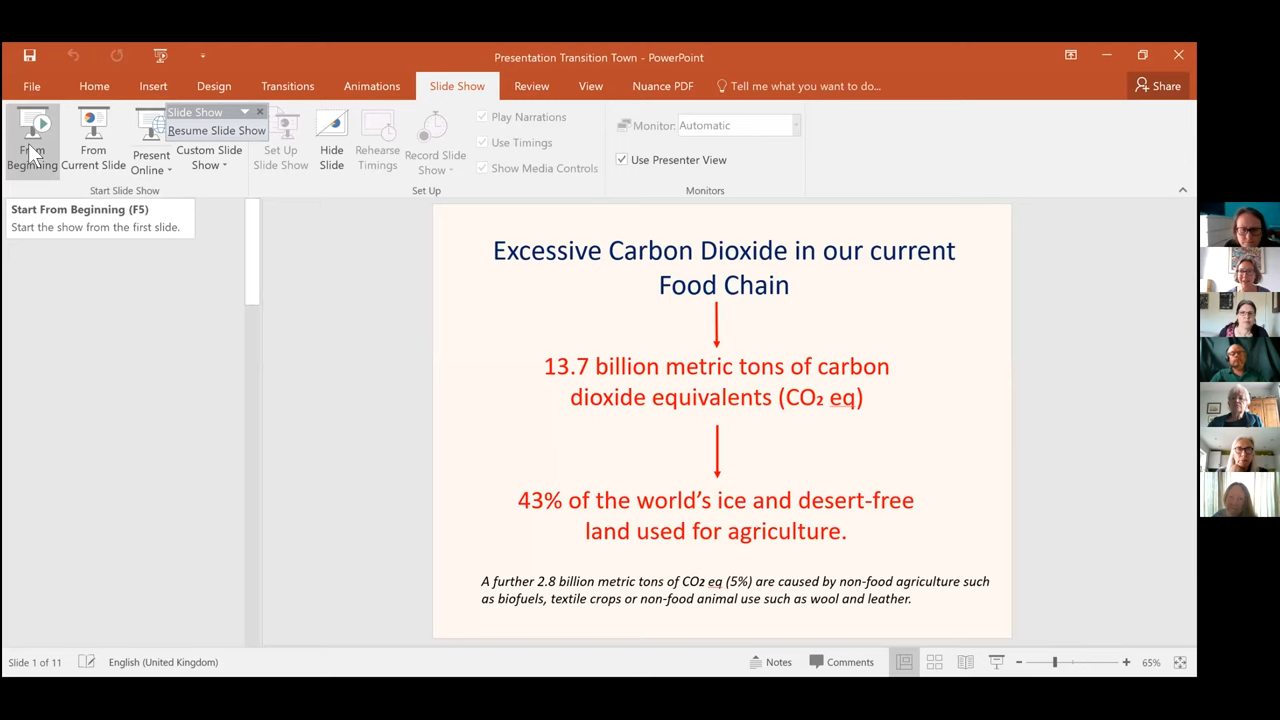 Presentation Transition Town - PowerPoint
File Home Insert Design Transitions Animations Slide Show Review View Nuance PDF Tell me what you want to do... Share
Slide Show
Resume Slide Show
From Beginning
From Current Slide
Present Online
Custom Slide Show
Set Up Slide Show
Hide Slide
Rehearse Timings
Record Slide Show
Play Narrations
Use Timings
Show Media Controls
Monitor: Automatic
Use Presenter View
Start Slide Show Set Up Monitors
Start From Beginning (F5)
Start the show from the first slide.
Excessive Carbon Dioxide in our current
Food Chain
13.7 billion metric tons of carbon
dioxide equivalents (CO₂ eq)
43% of the world’s ice and desert-free
land used for agriculture.
A further 2.8 billion metric tons of CO₂ eq (5%) are caused by non-food agriculture such
as biofuels, textile crops or non-food animal use such as wool and leather.
Slide 1 of 11 English (United Kingdom) Notes Comments 65%